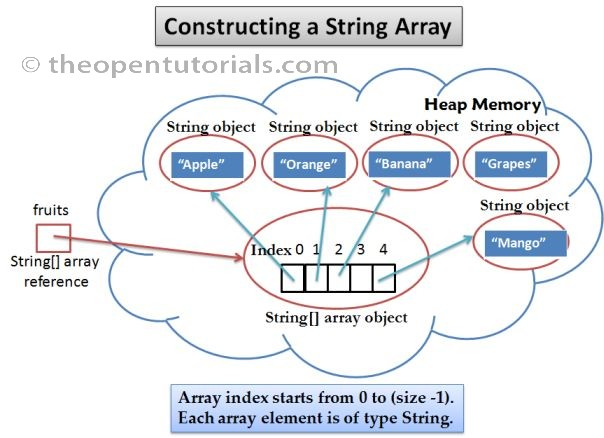 Constructing a String Array
© theopentutorials.com
Heap Memory
String object String object String object String object
“Apple” “Orange” “Banana” “Grapes”
String object
“Mango”
fruits
String[] array
reference
Index 0 1 2 3 4
String[] array object
Array index starts from 0 to (size -1).
Each array element is of type String.